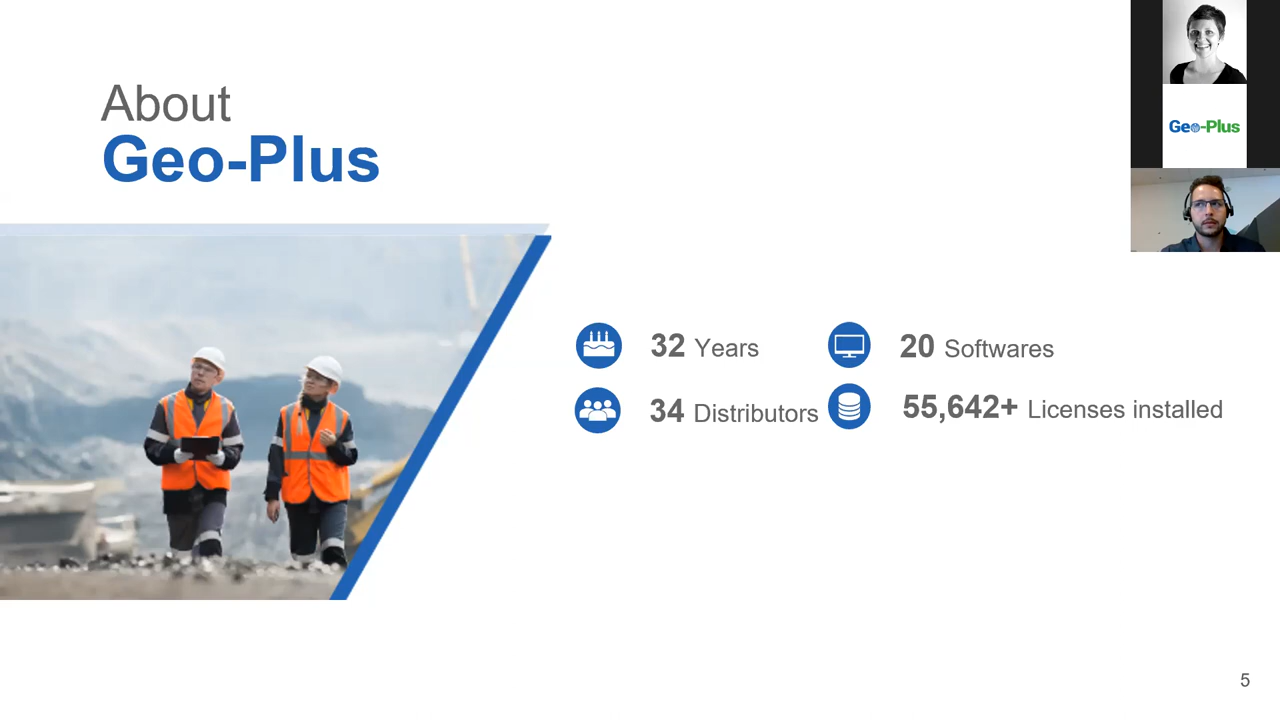 About
Geo-Plus
Geo-Plus
32 Years
20 Softwares
34 Distributors
55,642+ Licenses installed
5